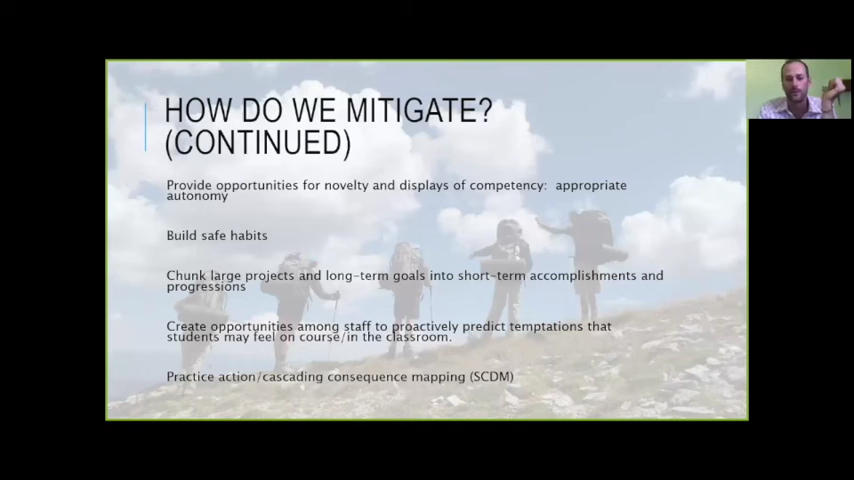 HOW DO WE MITIGATE?
(CONTINUED)
Provide opportunities for novelty and displays of competency: appropriate
autonomy
Build safe habits
Chunk large projects and long-term goals into short-term accomplishments and
progressions
Create opportunities among staff to proactively predict temptations that
students may feel on course/in the classroom.
Practice action/cascading consequence mapping (SCDM)